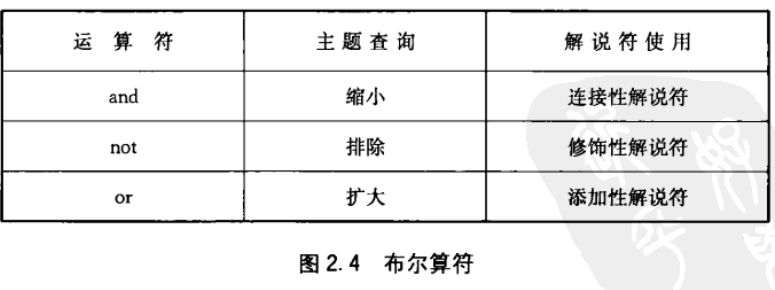 运算符 主题查询 解说符使用
and 缩小 连接性解说符
not 排除 修饰性解说符
or 扩大 添加性解说符
图 2.4 布尔算符